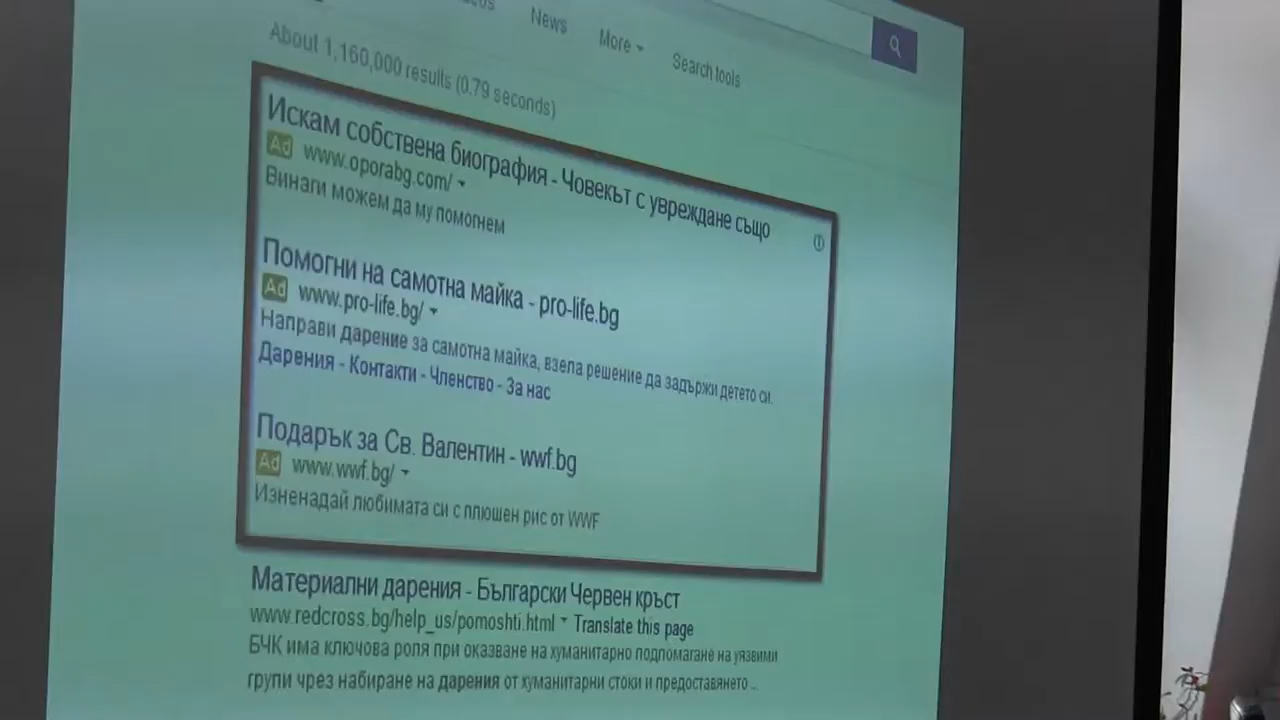 News More Search tools
About 1,160,000 results (0.79 seconds)
Искам собствена биография - Човекът с увреждане също
Ad www.oporabg.com/
Винаги можем да му помогнем
Помогни на самотна майка - pro-life.bg
Ad www.pro-life.bg/
Направи дарение за самотна майка, взела решение да задържи детето си.
Дарения - Контакти - Членство - За нас
Подарък за Св. Валентин - wwf.bg
Ad www.wwf.bg/
Изненадай любимата си с плюшен рис от WWF
Материални дарения - Български Червен кръст
www.redcross.bg/help_us/pomoshti.html Translate this page
БЧК има ключова роля при оказване на хуманитарно подпомагане на уязвими
групи чрез набиране на дарения от хуманитарни стоки и предоставянето ...